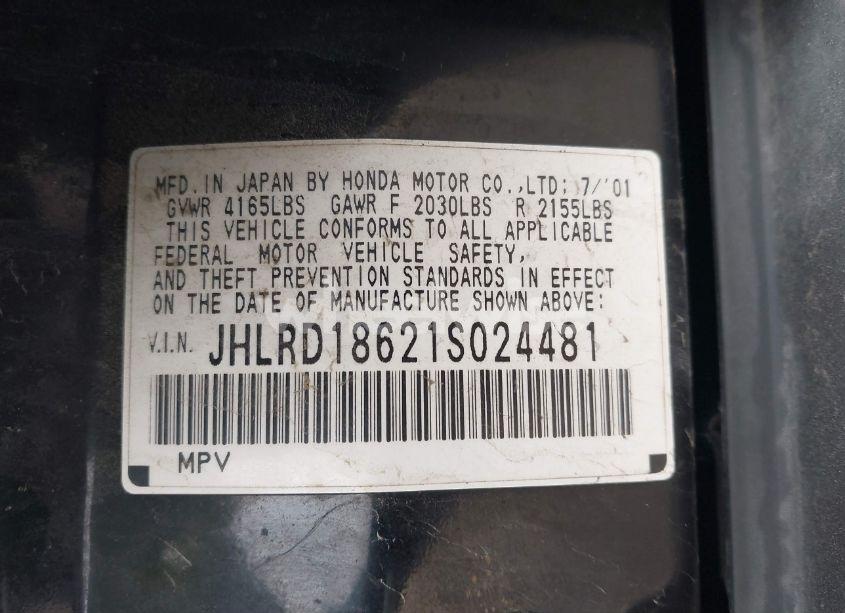 MFD. IN JAPAN BY HONDA MOTOR CO.,LTD: 7/'01
GVWR 4165LBS GAWR F 2030LBS R 2155LBS
THIS VEHICLE CONFORMS TO ALL APPLICABLE
FEDERAL MOTOR VEHICLE SAFETY,
AND THEFT PREVENTION STANDARDS IN EFFECT
ON THE DATE OF MANUFACTURE SHOWN ABOVE:
V.I.N. JHLRD18621S024481
MPV